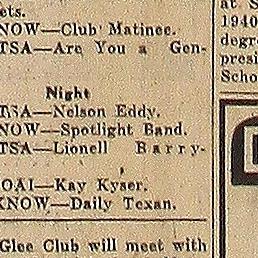 ets.
NOW—Club Matinee.
TSA—Are You a Gen-
Night
TSA—Nelson Eddy.
NOW—Spotlight Band.
TSA—Lionell Barry-
OAI—Kay Kyser.
KNOW—Daily Texan.
Glee Club will meet with
at S
1940
degr
presi
Scho